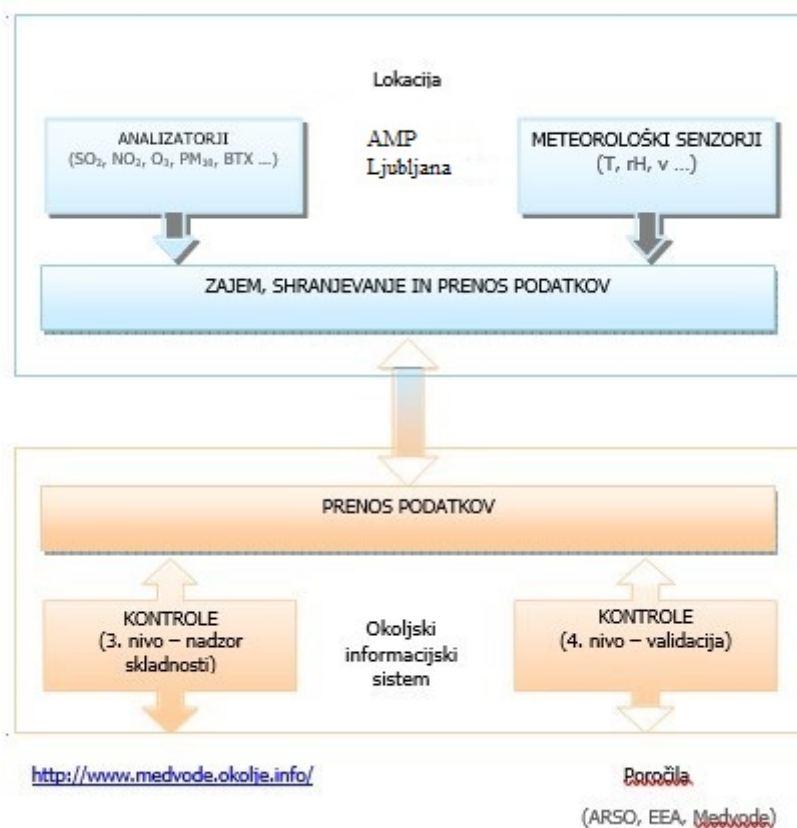 Lokacija
ANALIZATORJI
(SO₂, NO₂, O₃, PM₁₀, BTX ...)
AMP
Ljubljana
METEOROLOŠKI SENZORJI
(T, rH, v ...)
ZAJEM, SHRANJEVANJE IN PRENOS PODATKOV
PRENOS PODATKOV
KONTROLE
(3. nivo – nadzor
skladnosti)
Okoljski
informacijski
sistem
KONTROLE
(4. nivo – validacija)
http://www.medvode.okolje.info/
Poročila
(ARSO, EEA, Medvode)